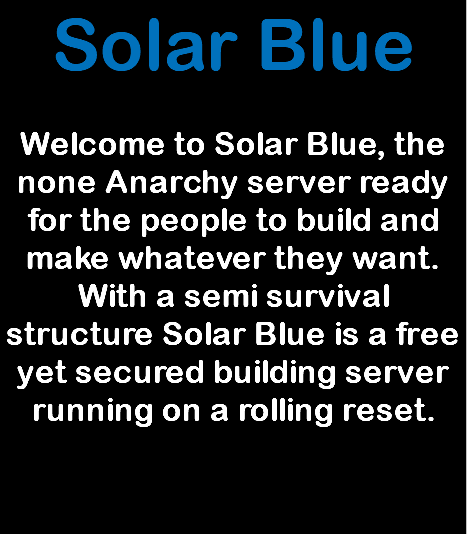 Solar Blue
Welcome to Solar Blue, the
none Anarchy server ready
for the people to build and
make whatever they want.
With a semi survival
structure Solar Blue is a free
yet secured building server
running on a rolling reset.